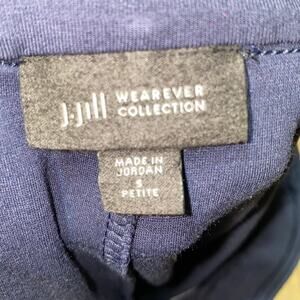 J.Jill WEAREVER
COLLECTION
MADE IN
JORDAN
S
PETITE